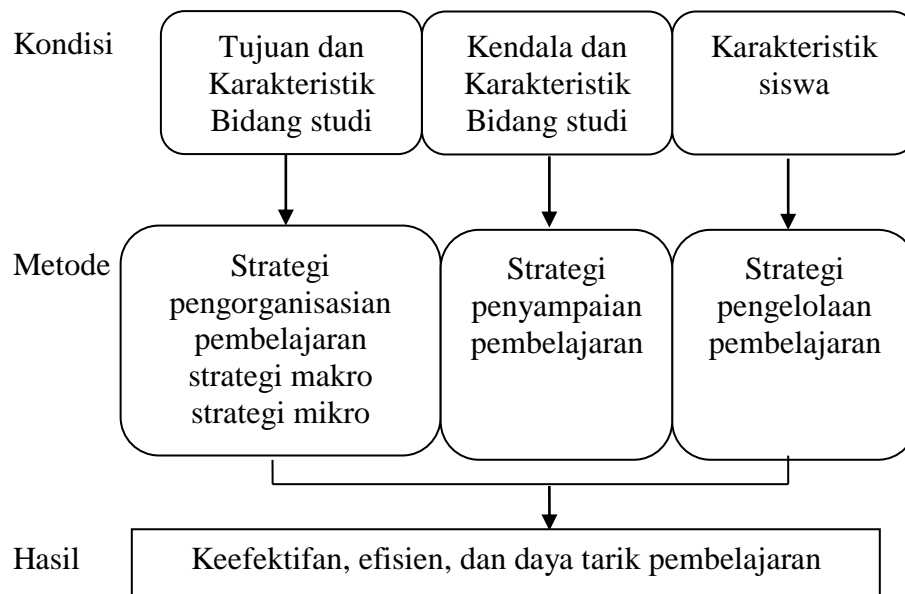 Kondisi
Tujuan dan
Karakteristik
Bidang studi
Kendala dan
Karakteristik
Bidang studi
Karakteristik
siswa
Metode
Strategi
pengorganisasian
pembelajaran
strategi makro
strategi mikro
Strategi
penyampaian
pembelajaran
Strategi
pengelolaan
pembelajaran
Hasil
Keefektifan, efisien, dan daya tarik pembelajaran